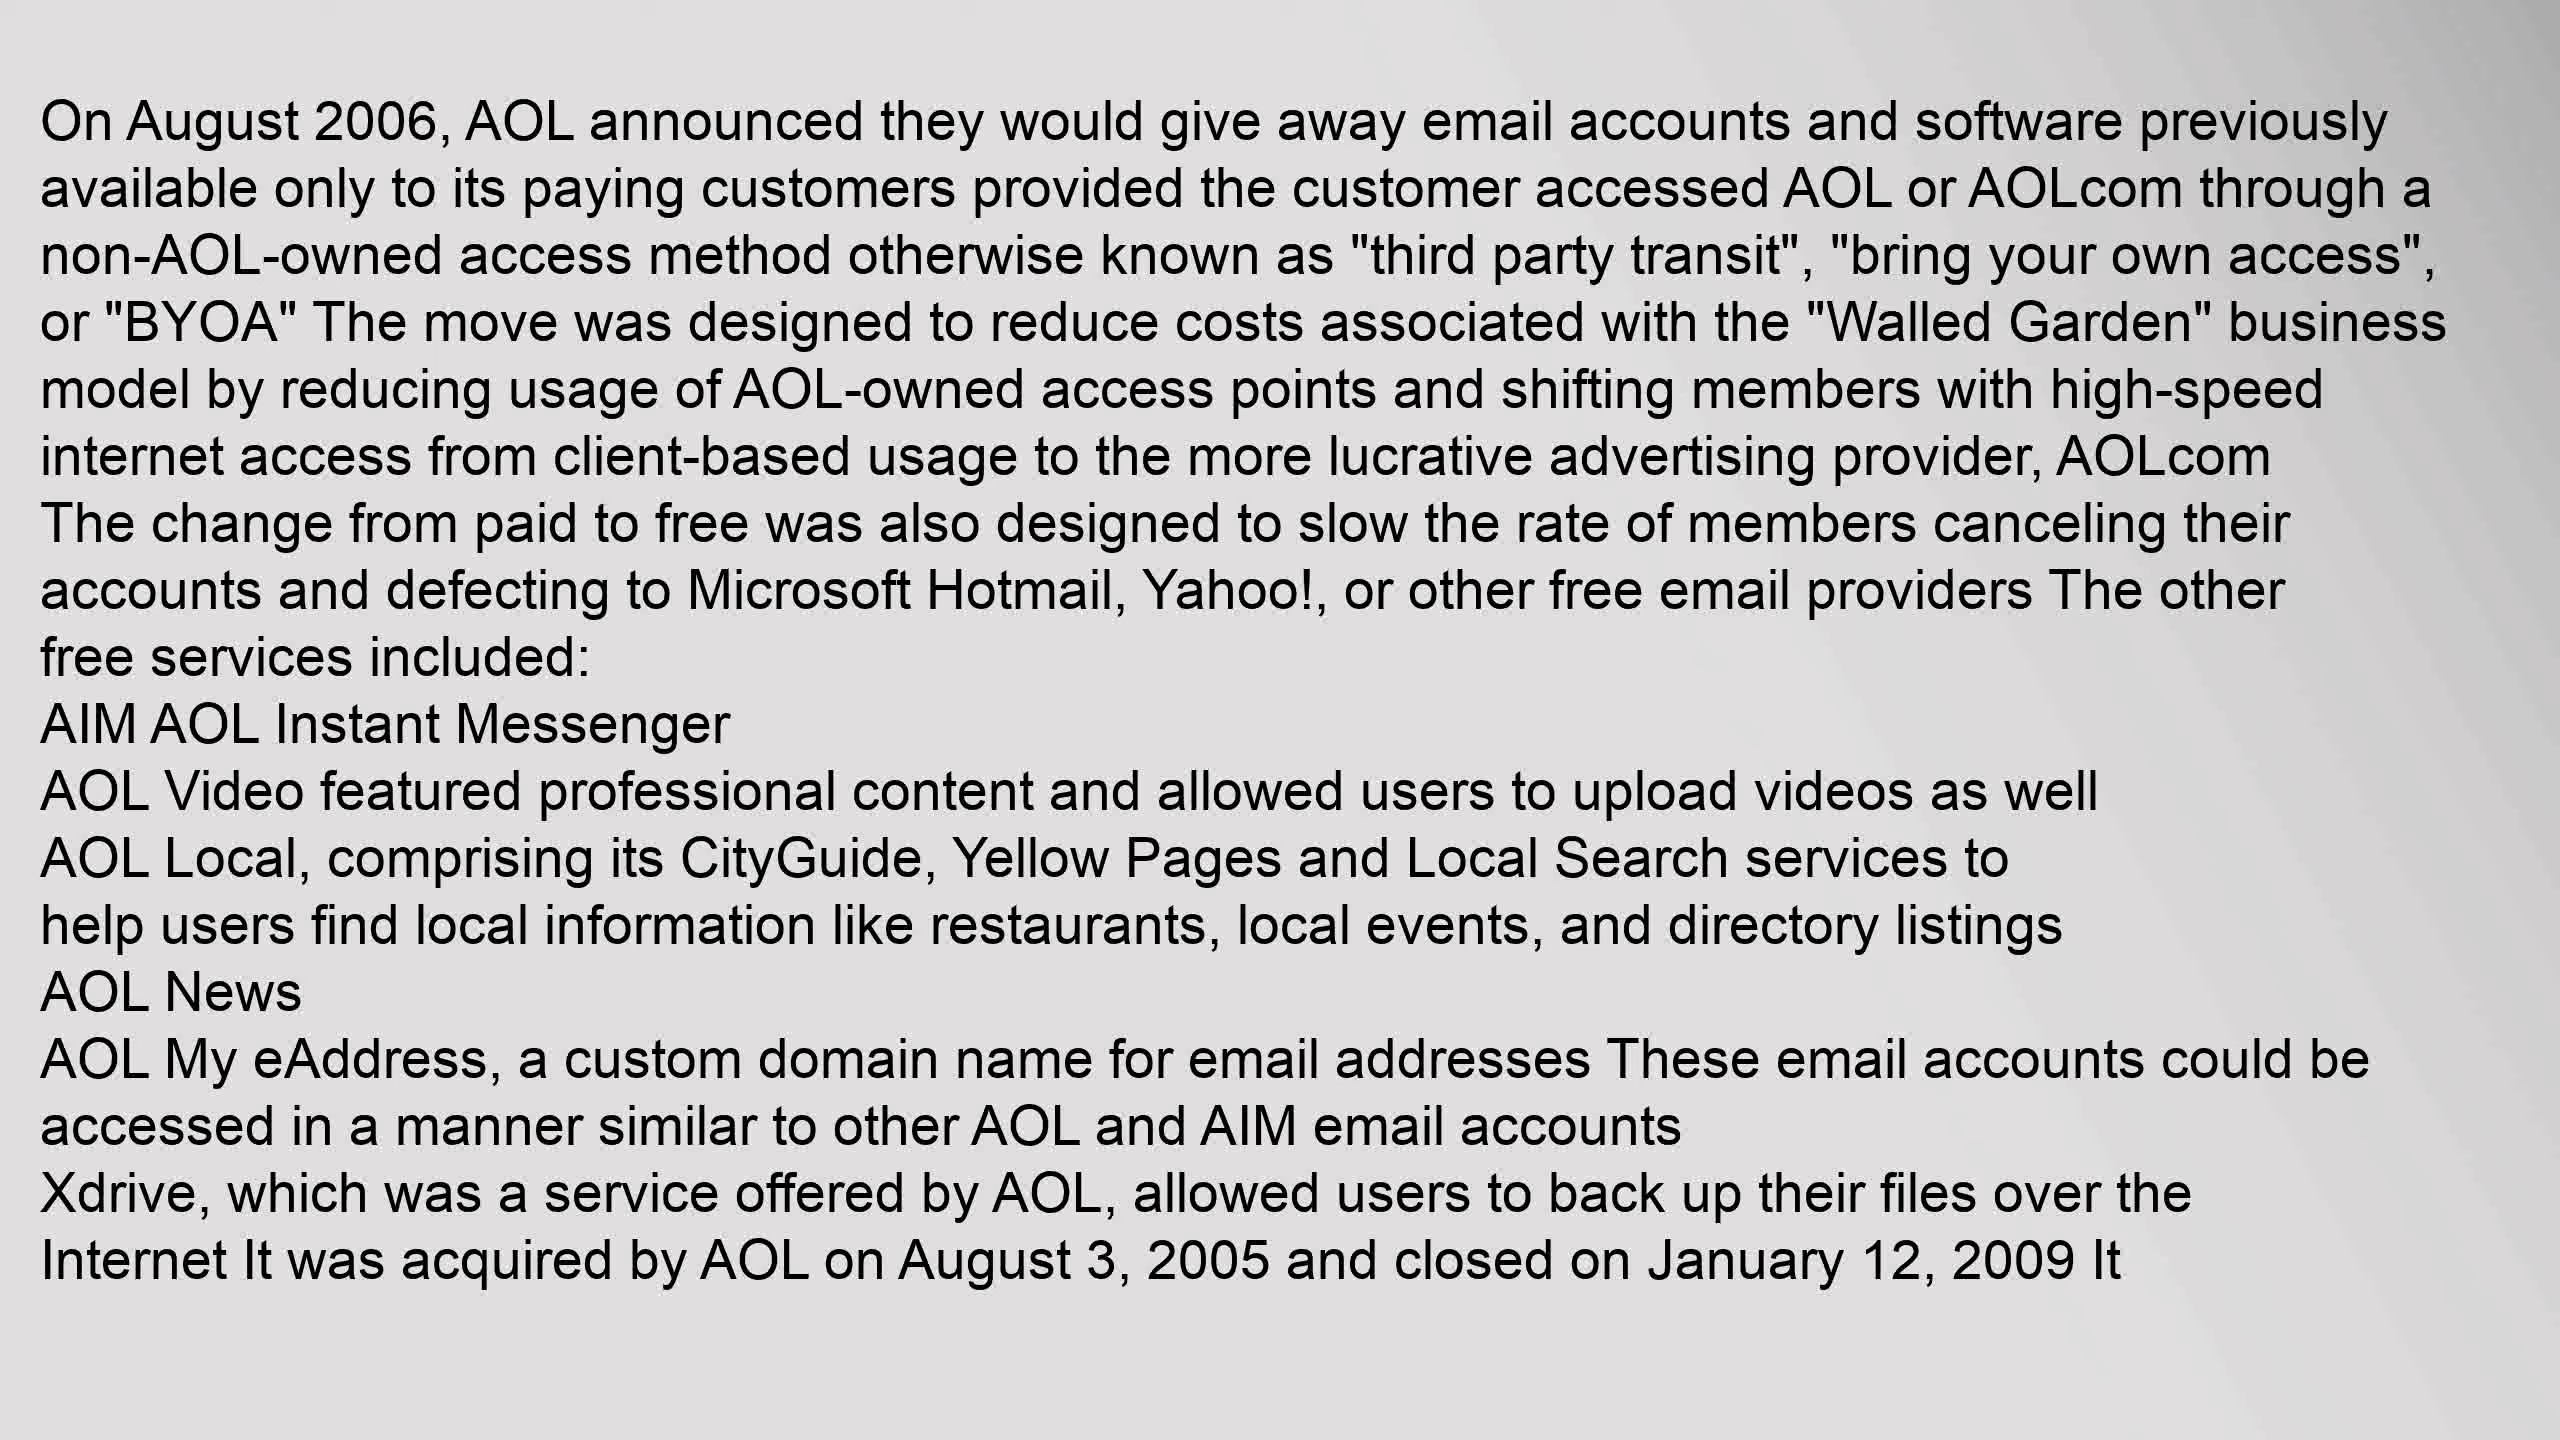 On August 2006, AOL announced they would give away email accounts and software previously
available only to its paying customers provided the customer accessed AOL or AOLcom through a
non-AOL-owned access method otherwise known as "third party transit", "bring your own access",
or "BYOA" The move was designed to reduce costs associated with the "Walled Garden" business
model by reducing usage of AOL-owned access points and shifting members with high-speed
internet access from client-based usage to the more lucrative advertising provider, AOLcom
The change from paid to free was also designed to slow the rate of members canceling their
accounts and defecting to Microsoft Hotmail, Yahoo!, or other free email providers The other
free services included:
AIM AOL Instant Messenger
AOL Video featured professional content and allowed users to upload videos as well
AOL Local, comprising its CityGuide, Yellow Pages and Local Search services to
help users find local information like restaurants, local events, and directory listings
AOL News
AOL My eAddress, a custom domain name for email addresses These email accounts could be
accessed in a manner similar to other AOL and AIM email accounts
Xdrive, which was a service offered by AOL, allowed users to back up their files over the
Internet It was acquired by AOL on August 3, 2005 and closed on January 12, 2009 It